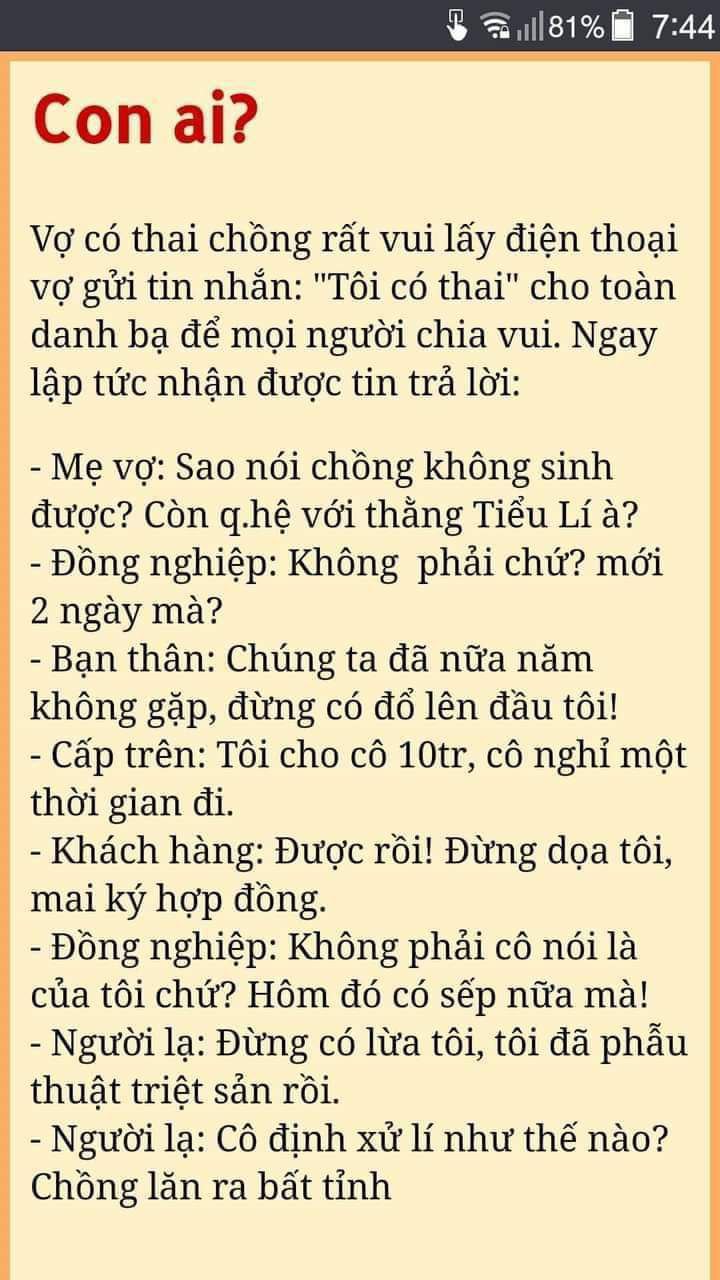 81% 7:44
Con ai?
Vợ có thai chồng rất vui lấy điện thoại
vợ gửi tin nhắn: "Tôi có thai" cho toàn
danh bạ để mọi người chia vui. Ngay
lập tức nhận được tin trả lời:
- Mẹ vợ: Sao nói chồng không sinh
được? Còn q.hệ với thằng Tiểu Lí à?
- Đồng nghiệp: Không phải chứ? mới
2 ngày mà?
- Bạn thân: Chúng ta đã nữa năm
không gặp, đừng có đổ lên đầu tôi!
- Cấp trên: Tôi cho cô 10tr, cô nghỉ một
thời gian đi.
- Khách hàng: Được rồi! Đừng dọa tôi,
mai ký hợp đồng.
- Đồng nghiệp: Không phải cô nói là
của tôi chứ? Hôm đó có sếp nữa mà!
- Người lạ: Đừng có lừa tôi, tôi đã phẫu
thuật triệt sản rồi.
- Người lạ: Cô định xử lí như thế nào?
Chồng lăn ra bất tỉnh